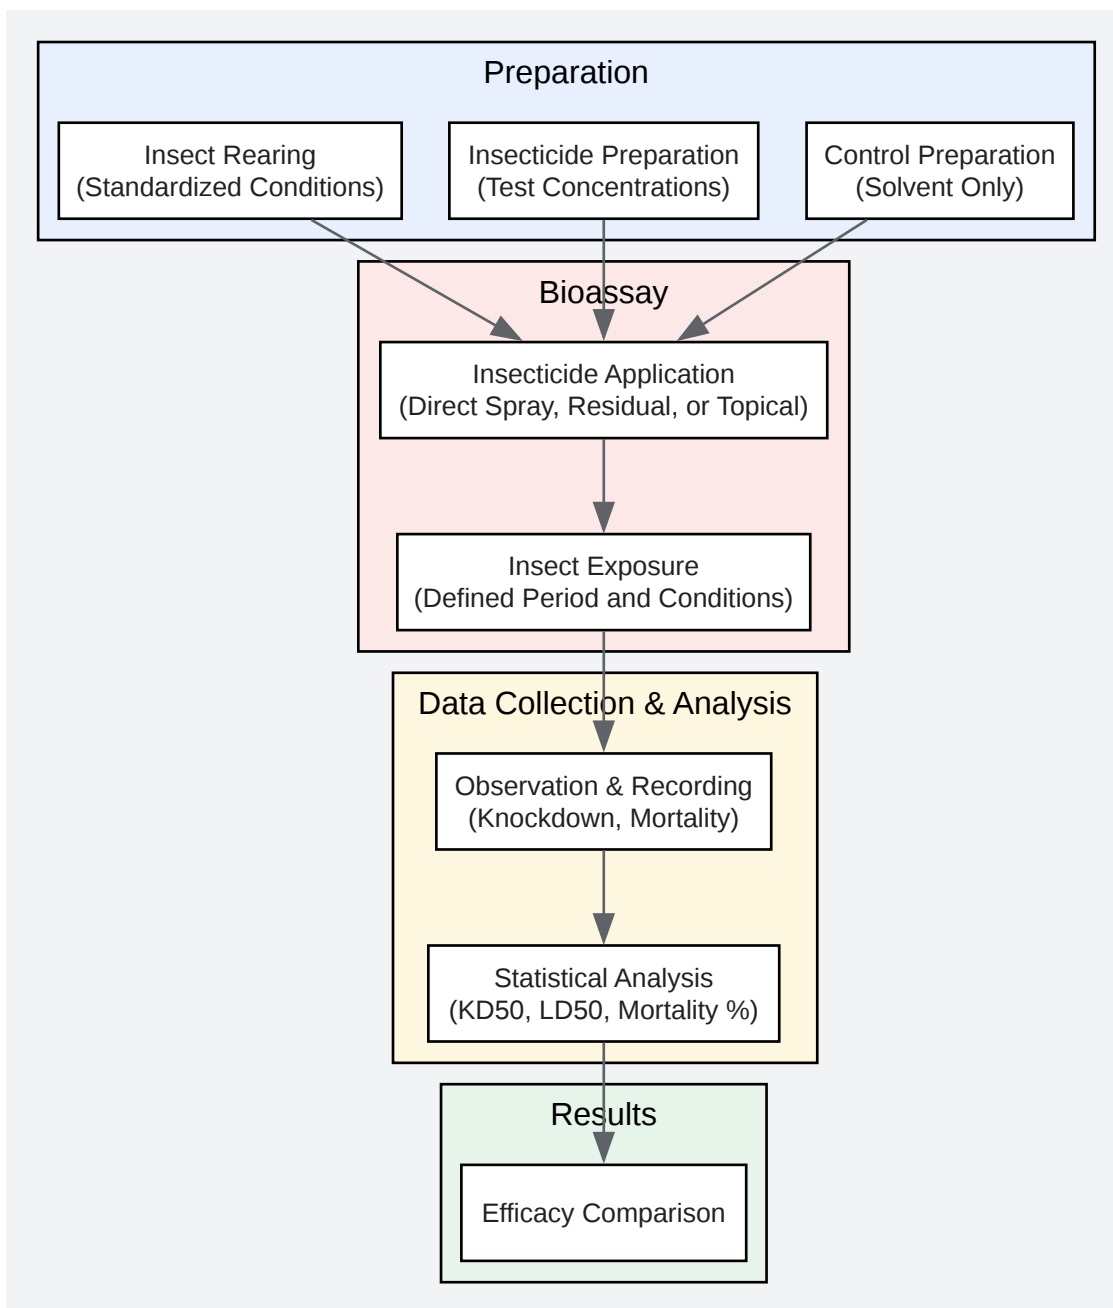 Preparation
Insect Rearing
(Standardized Conditions)
Insecticide Preparation
(Test Concentrations)
Control Preparation
(Solvent Only)
Bioassay
Insecticide Application
(Direct Spray, Residual, or Topical)
Insect Exposure
(Defined Period and Conditions)
Data Collection & Analysis
Observation & Recording
(Knockdown, Mortality)
Statistical Analysis
(KD50, LD50, Mortality %)
Results
Efficacy Comparison